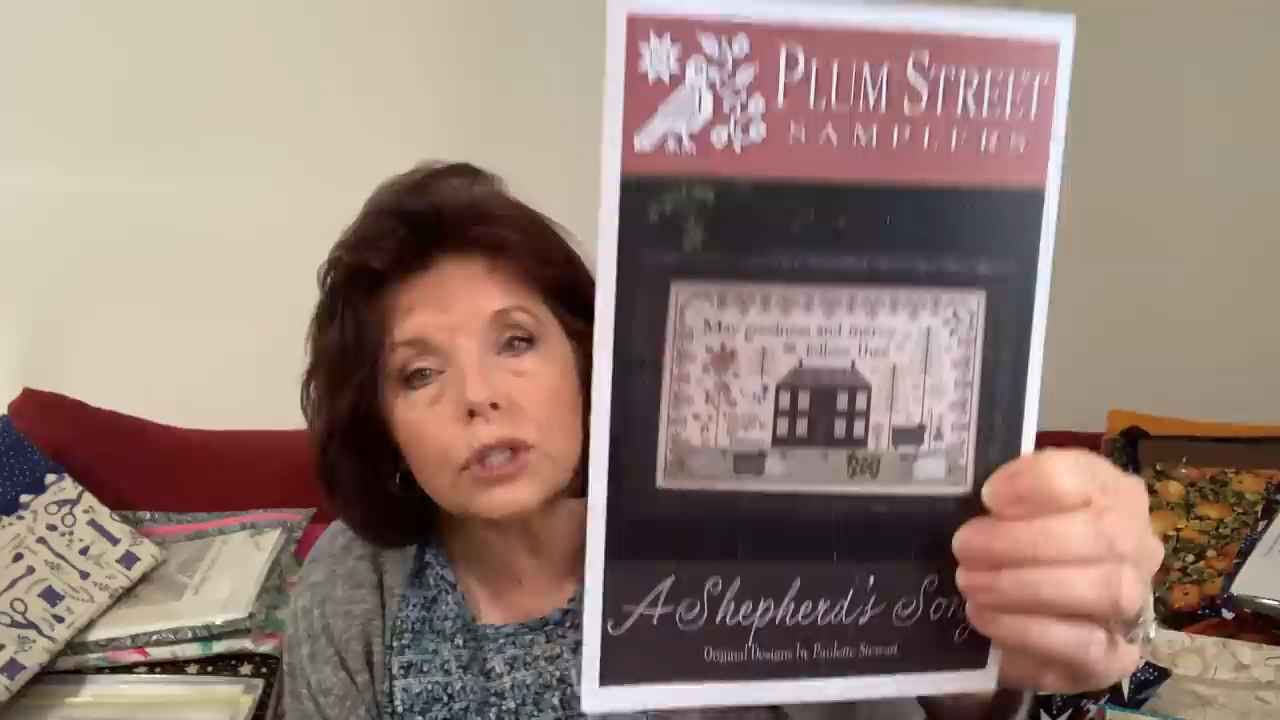 PLUM STREET
SAMPLERS
May goodness and mercy
follow thee
A Shepherd's Song
Original Designs by Paulette Stewart